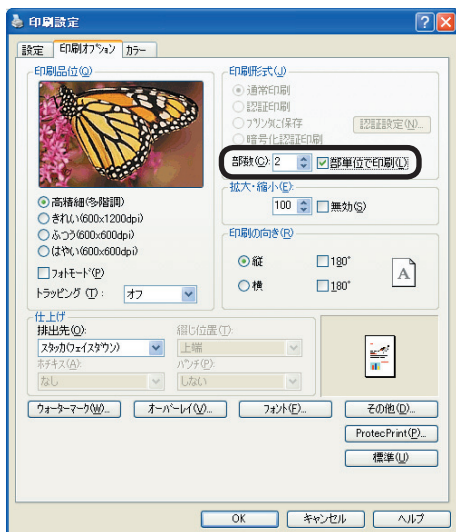 印刷設定
設定 印刷オプション カラー
印刷品位(Q)
高精細(多階調)
きれい(600x1200dpi)
ふつう(600x600dpi)
はやい(600x600dpi)
フォトモード(P)
トラッピング(T): オフ
印刷形式(J)
通常印刷
認証印刷
プリンタに保存
暗号化認証印刷
認証設定(N)...
部数(C): 2 部単位で印刷(L)
拡大・縮小(E):
100 無効(S)
印刷の向き(R)
縦 180°
横 180°
A
仕上げ
排出先(O): 綴じ位置(T):
スタッカ(フェイスダウン) 上端
ホチキス(A): パンチ(P):
なし しない
ウォーターマーク(W)... オーバーレイ(V)... フォント(F)... その他(D)...
ProtecPrint(P)...
標準(U)
OK キャンセル ヘルプ